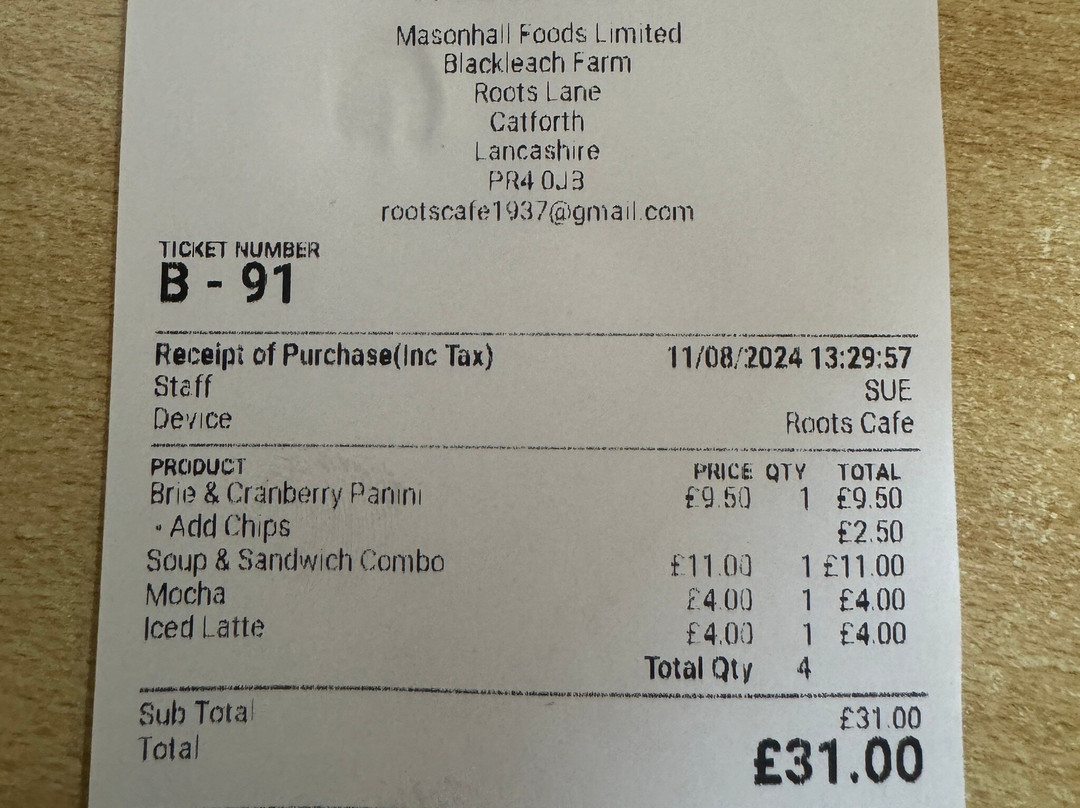 Masonhall Foods Limited
Blackleach Farm
Roots Lane
Catforth
Lancashire
PR4 0JB
rootscafe1937@gmail.com
TICKET NUMBER
B - 91
Receipt of Purchase(Inc Tax) 11/08/2024 13:29:57
Staff SUE
Device Roots Cafe
PRODUCT PRICE QTY TOTAL
Brie & Cranberry Panini £9.50 1 £9.50
• Add Chips £2.50
Soup & Sandwich Combo £11.00 1 £11.00
Mocha £4.00 1 £4.00
Iced Latte £4.00 1 £4.00
Total Qty 4
Sub Total £31.00
Total £31.00